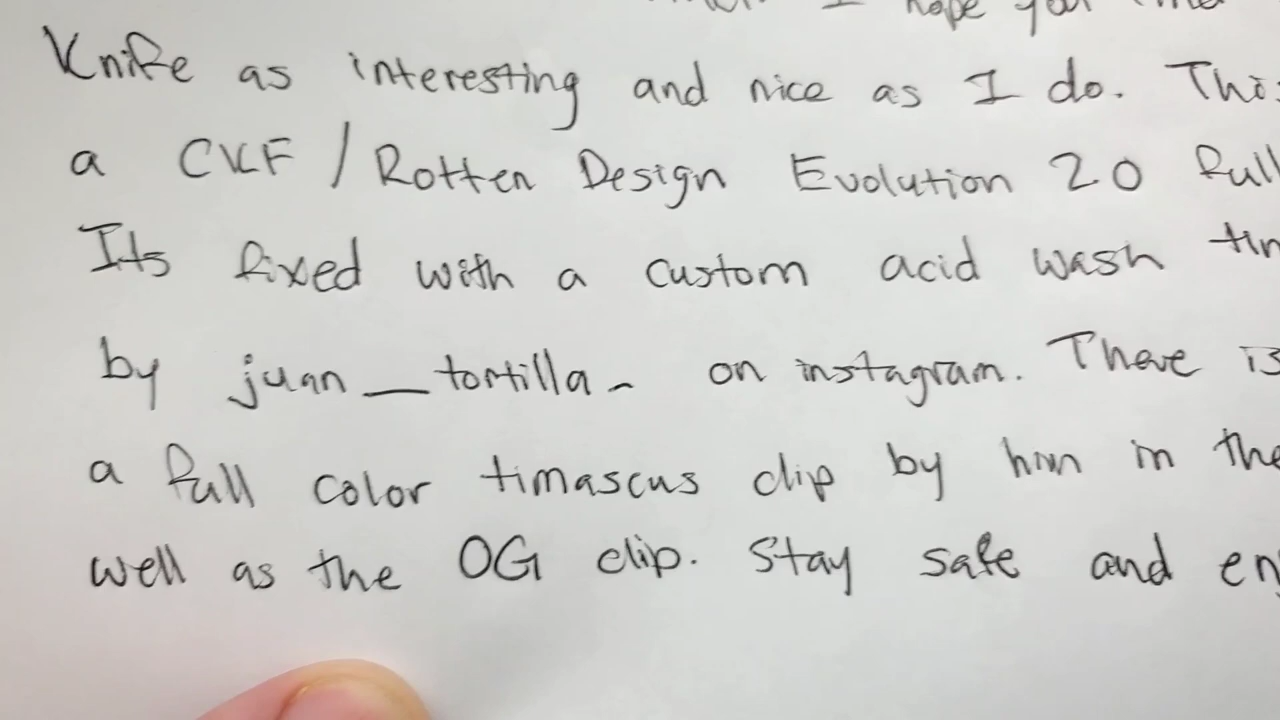 I hope you
Knife as interesting and nice as I do.
a CKF / Rotten Design Evolution 2.0 full
Its fixed with a custom acid wash
by juan__tortilla_ on instagram. There is
a full color timascus clip by him in the
well as the OG clip. Stay safe and